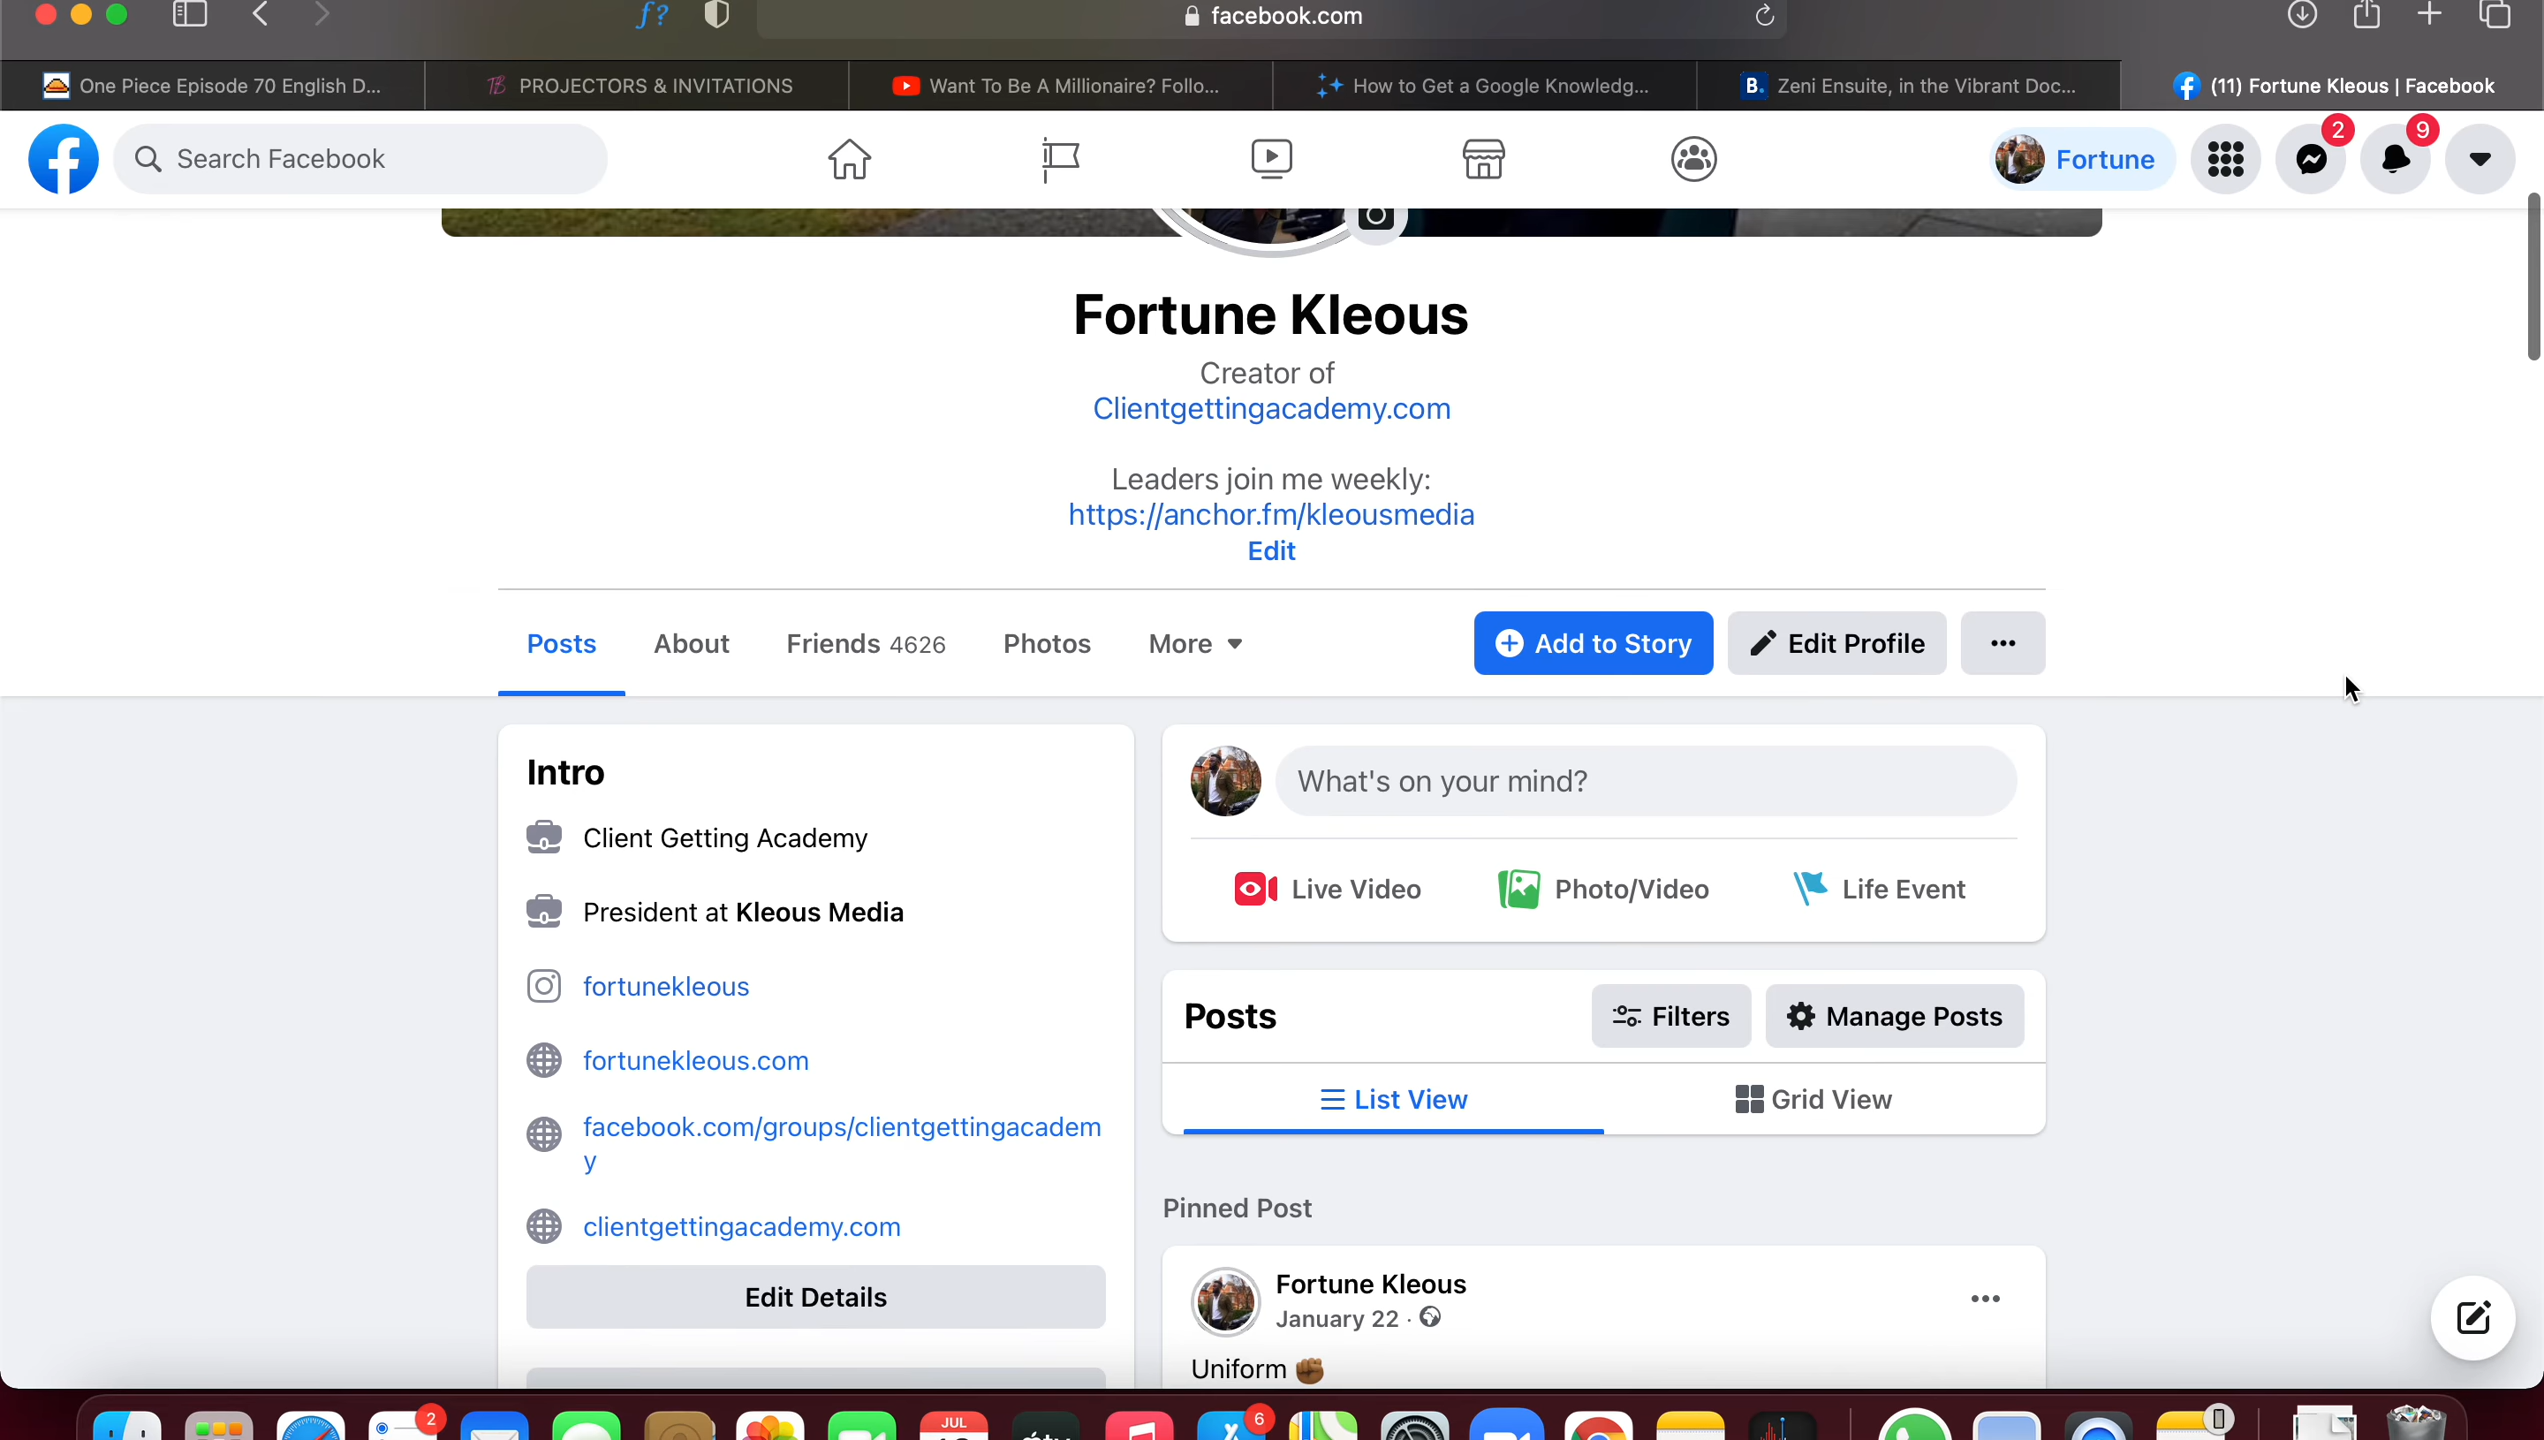 facebook.com
One Piece Episode 70 English D...
PROJECTORS & INVITATIONS
Want To Be A Millionaire? Follo...
How to Get a Google Knowledg...
B. Zeni Ensuite, in the Vibrant Doc...
(11) Fortune Kleous | Facebook
Search Facebook
Fortune
2
9
Fortune Kleous
Creator of
Clientgettingacademy.com
Leaders join me weekly:
https://anchor.fm/kleousmedia
Edit
Posts
About
Friends 4626
Photos
More
Add to Story
Edit Profile
Intro
Client Getting Academy
President at Kleous Media
fortunekleous
fortunekleous.com
facebook.com/groups/clientgettingacadem
y
clientgettingacademy.com
Edit Details
What's on your mind?
Live Video
Photo/Video
Life Event
Posts
Filters
Manage Posts
List View
Grid View
Pinned Post
Fortune Kleous
January 22 ·
Uniform ✊🏾
2
JUL
6